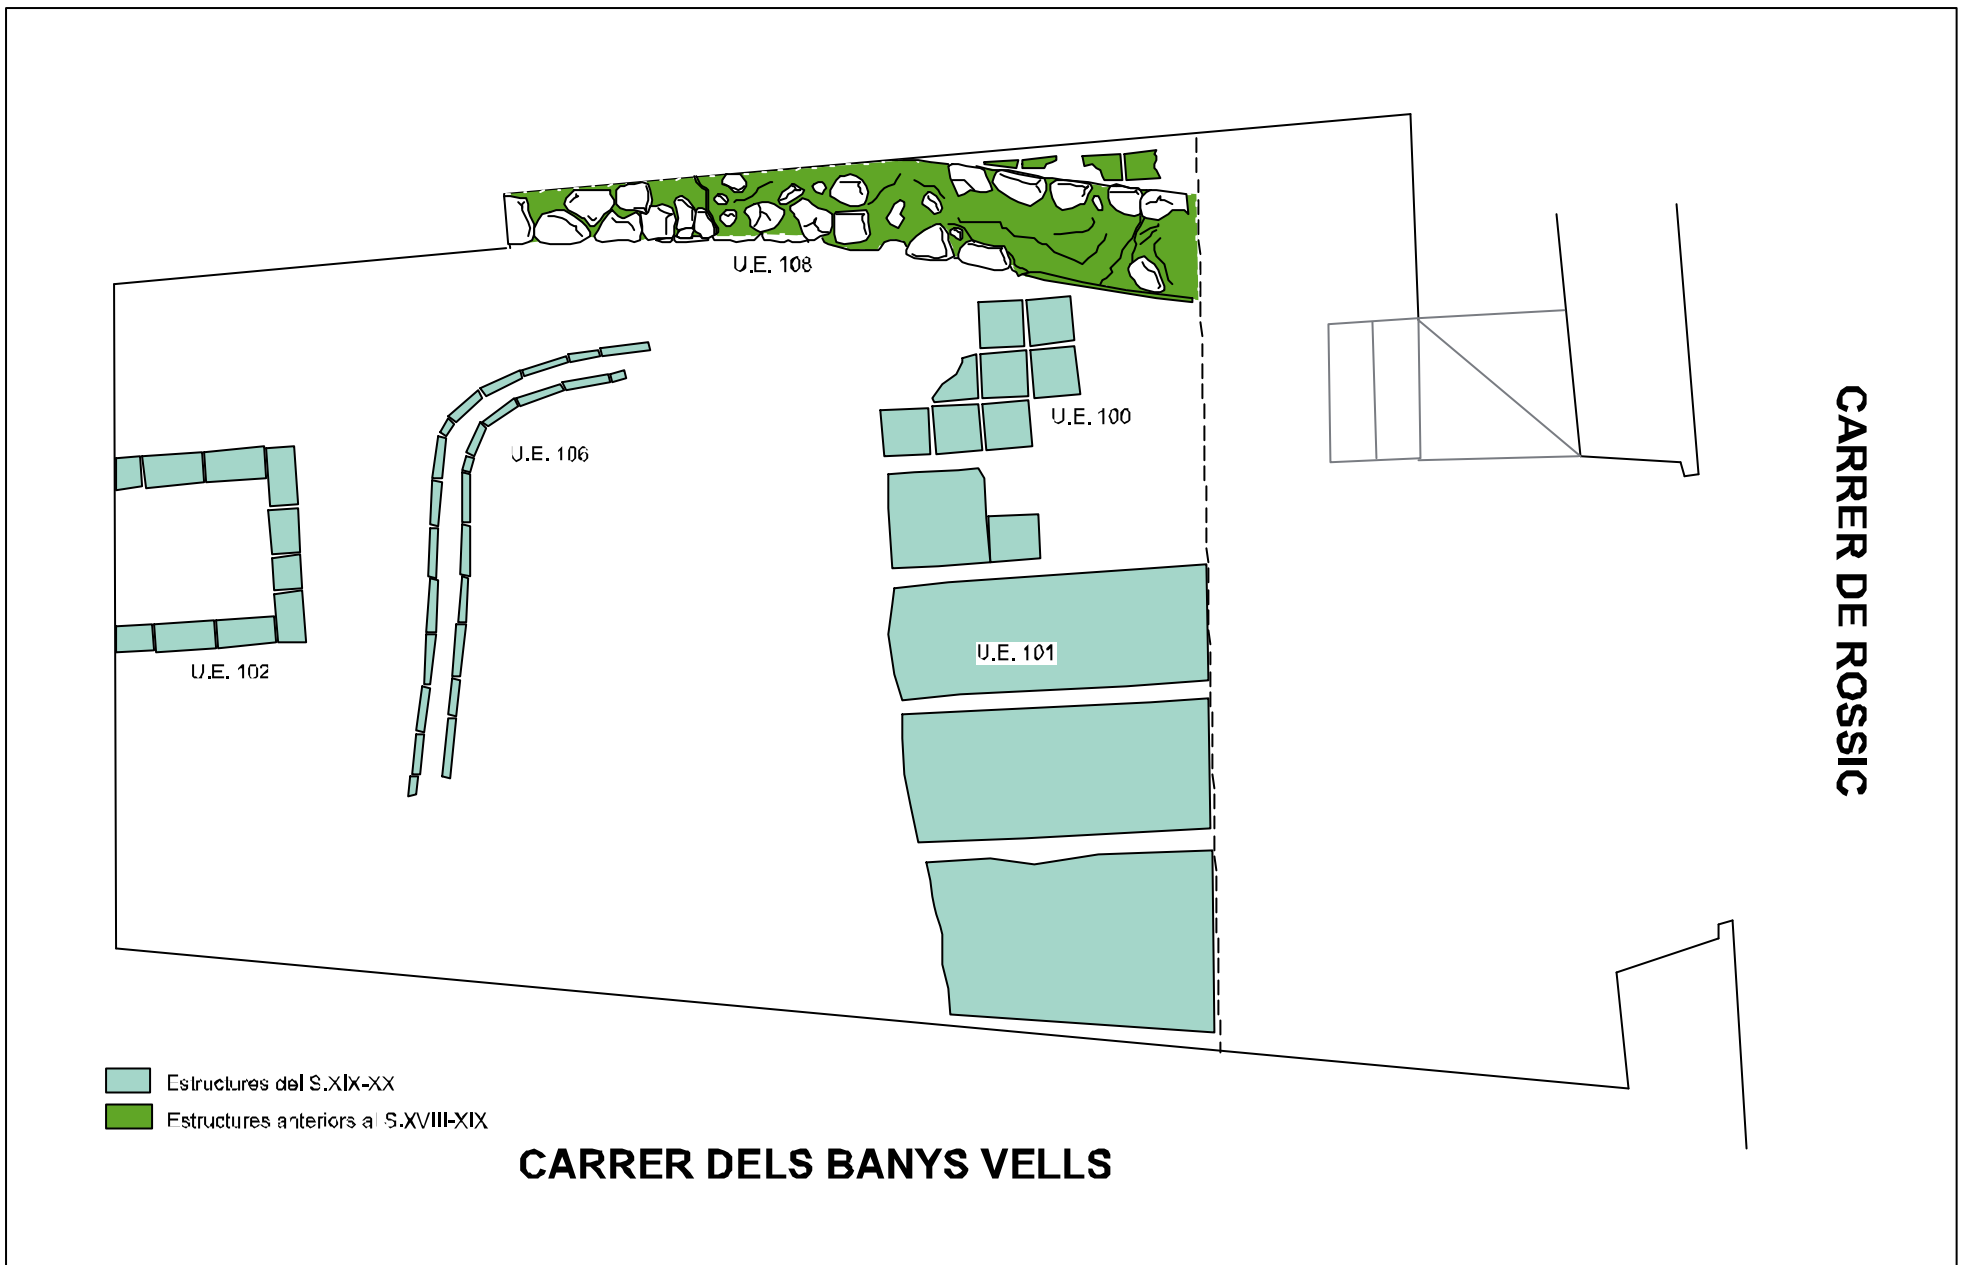 U.E. 108
U.E. 100
U.E. 106
U.E. 101
U.E. 102
CARRER DE ROSSIC
Estructures del S.XIX-XX
Estructures anteriors al S.XVIII-XIX
CARRER DELS BANYS VELLS